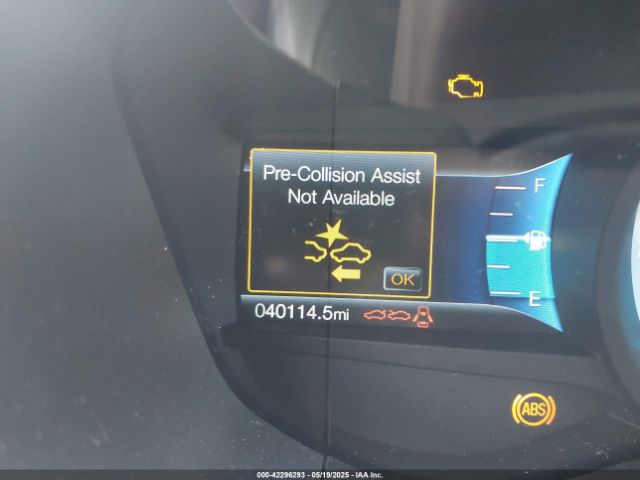 Pre-Collision Assist
Not Available
OK
F
E
040114.5mi
ABS
000-42296293 - 05/19/2025 - IAA Inc.